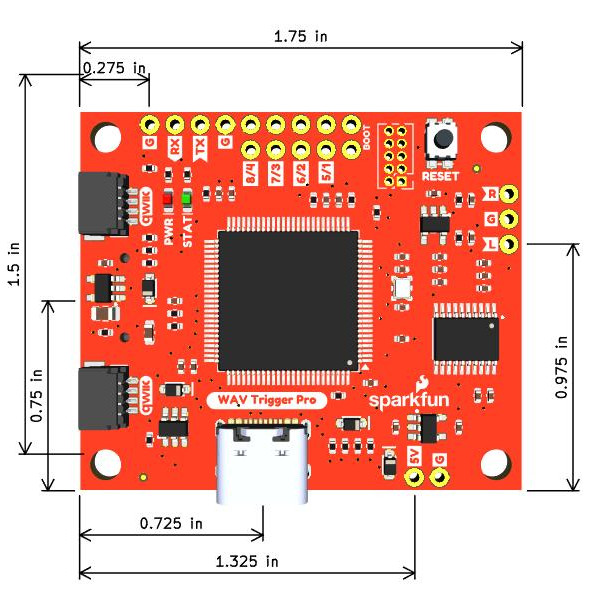 1.75 in
0.275 in
G
RX
TX
G
BOOT
8/4
7/3
6/2
5/1
RESET
QWIIC
PWR
STAT
R
G
L
1.5 in
0.75 in
0.975 in
QWIIC
WAV Trigger Pro
sparkfun
5V
G
0.725 in
1.325 in